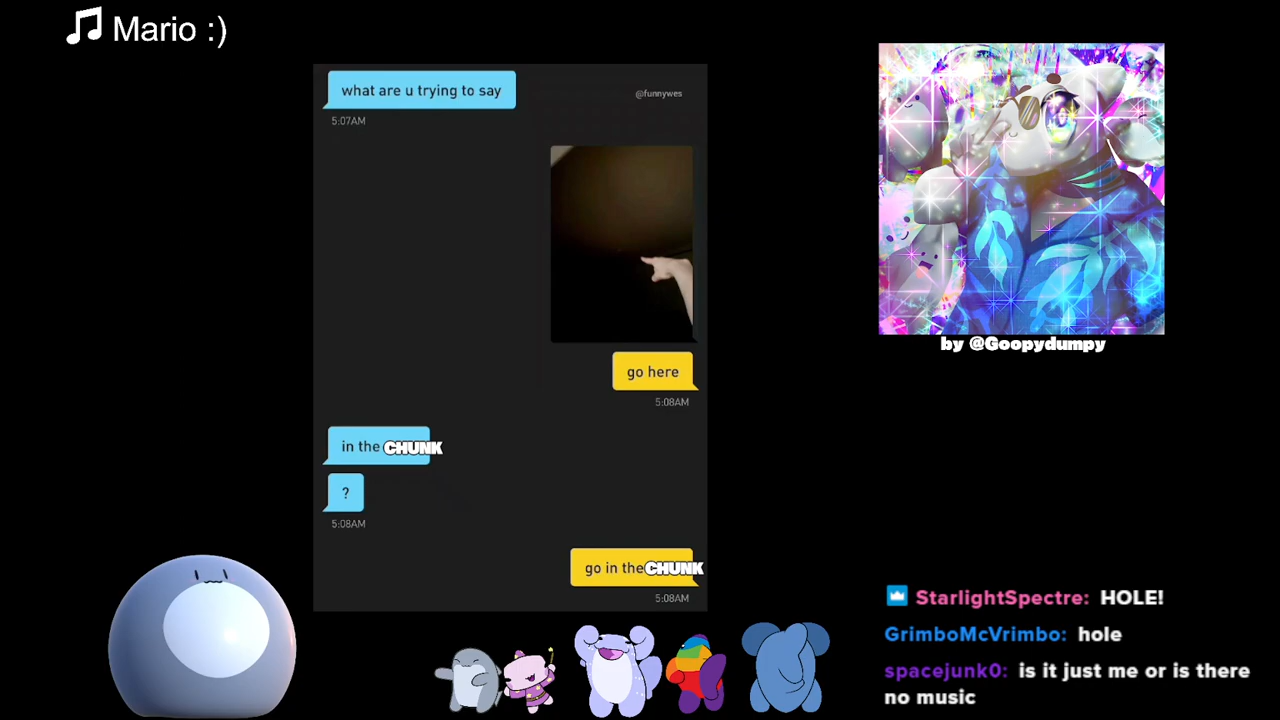 Mario :)
what are u trying to say
@funnywes
5:07AM
go here
5:08AM
in the CHUNK
?
5:08AM
go in the CHUNK
5:08AM
by @Goopydumpy
StarlightSpectre: HOLE!
GrimboMcVrimbo: hole
spacejunk0: is it just me or is there
no music